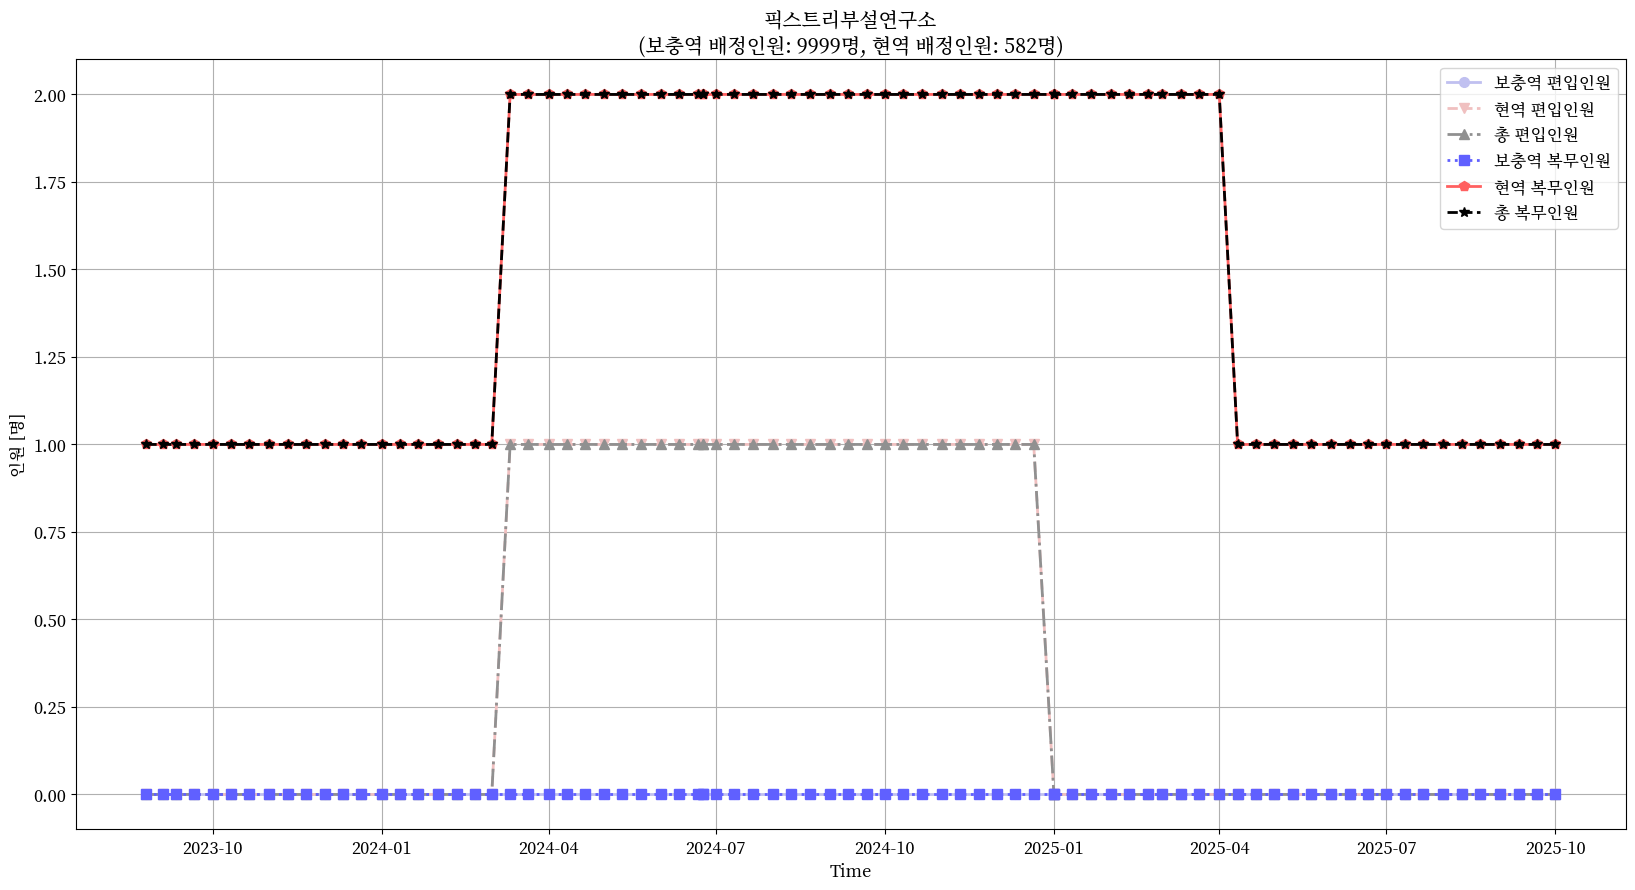 픽스트리부설연구소
(보충역 배정인원: 9999명, 현역 배정인원: 582명)
보충역 편입인원
현역 편입인원
총 편입인원
보충역 복무인원
현역 복무인원
총 복무인원
인원 [명]
2.00
1.75
1.50
1.25
1.00
0.75
0.50
0.25
0.00
2023-10 2024-01 2024-04 2024-07 2024-10 2025-01 2025-04 2025-07 2025-10
Time